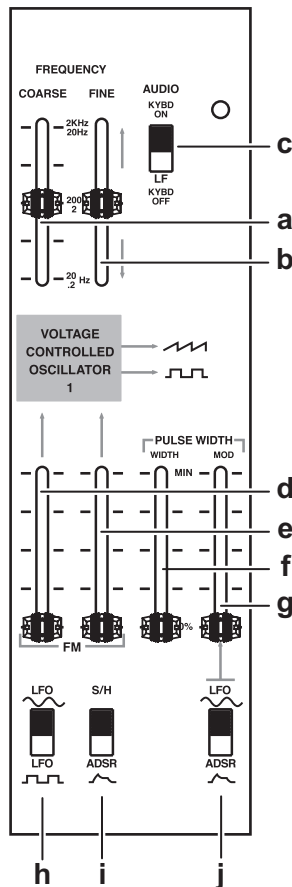 FREQUENCY
COARSE FINE
AUDIO
KYBD
ON
2KHz
20Hz
c
LF
KYBD
OFF
200
2
a
b
20
.2 Hz
VOLTAGE
CONTROLLED
OSCILLATOR
1
PULSE WIDTH
WIDTH MOD
MIN
d
e
f
g
0%
FM
LFO S/H LFO
LFO ADSR ADSR
h i j